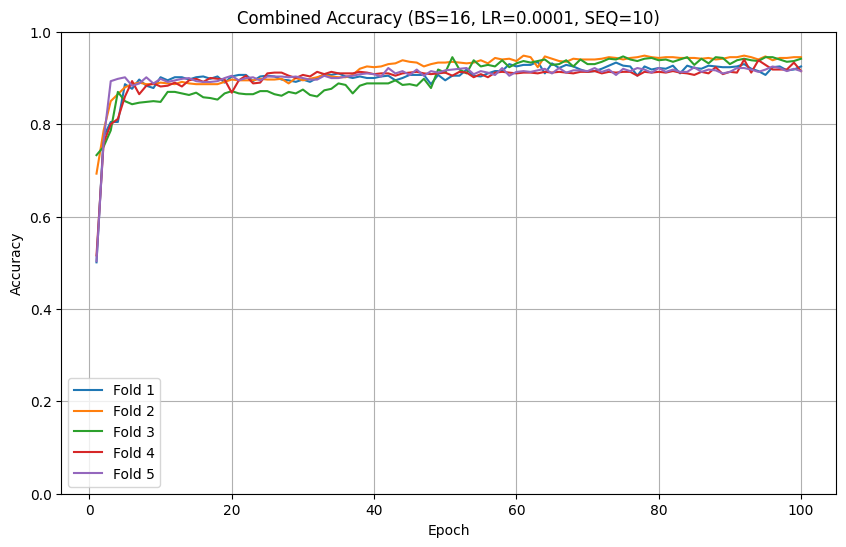 Combined Accuracy (BS=16, LR=0.0001, SEQ=10)
1.0
0.8
0.6
0.4
0.2
0.0
Accuracy
Fold 1
Fold 2
Fold 3
Fold 4
Fold 5
0 20 40 60 80 100
Epoch